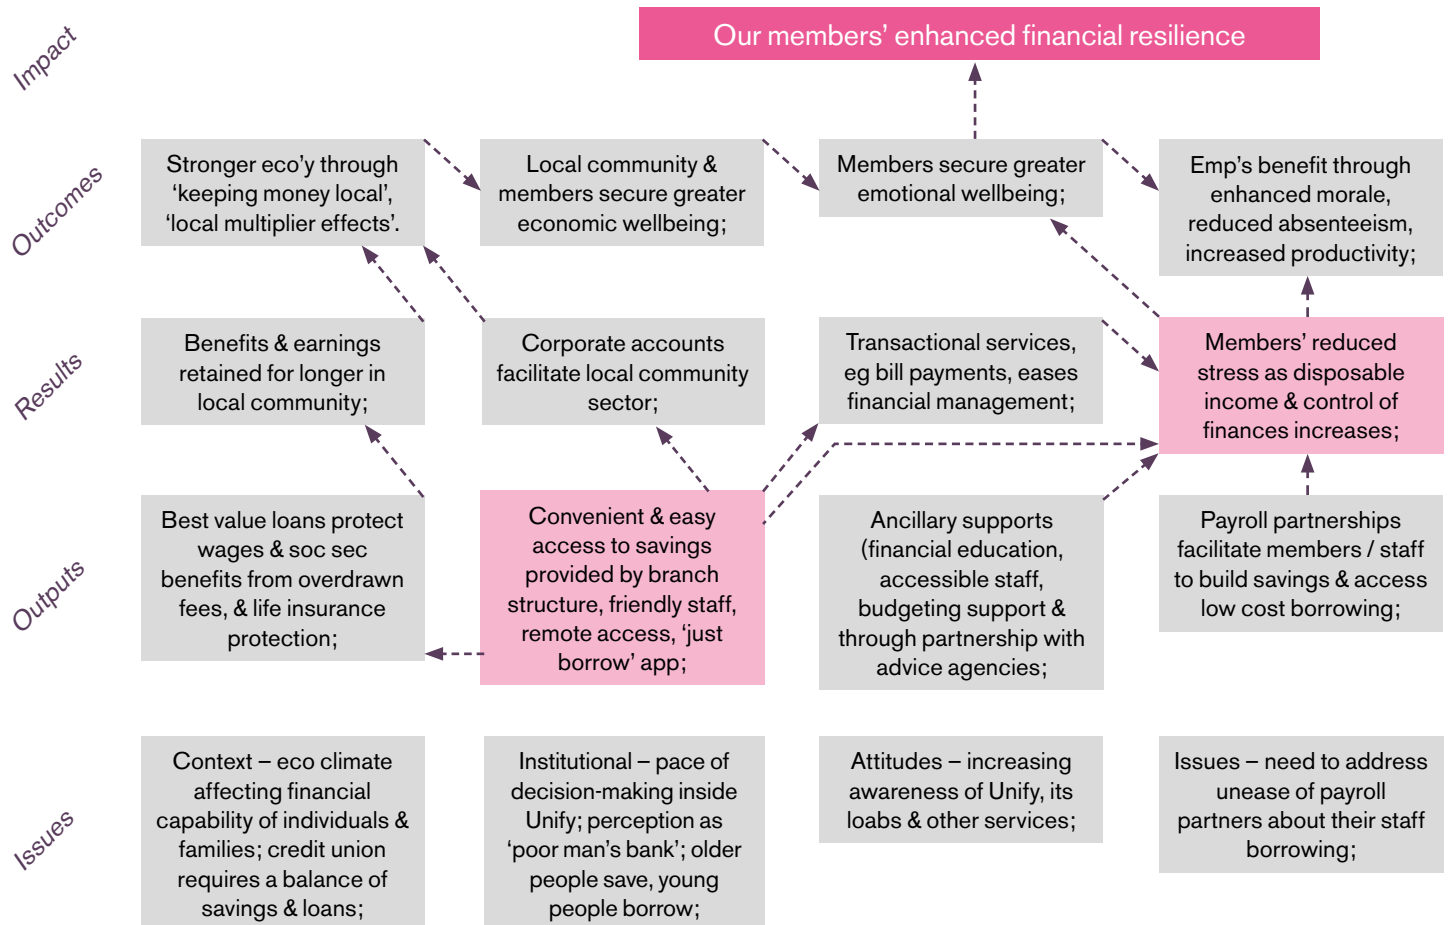 Impact
Our members’ enhanced financial resilience
Outcomes
Stronger eco’y through
‘keeping money local’,
‘local multiplier effects’.
Local community &
members secure greater
economic wellbeing;
Members secure greater
emotional wellbeing;
Emp’s benefit through
enhanced morale,
reduced absenteeism,
increased productivity;
Results
Benefits & earnings
retained for longer in
local community;
Corporate accounts
facilitate local community
sector;
Transactional services,
eg bill payments, eases
financial management;
Members’ reduced
stress as disposable
income & control of
finances increases;
Outputs
Best value loans protect
wages & soc sec
benefits from overdrawn
fees, & life insurance
protection;
Convenient & easy
access to savings
provided by branch
structure, friendly staff,
remote access, ‘just
borrow’ app;
Ancillary supports
(financial education,
accessible staff,
budgeting support &
through partnership with
advice agencies;
Payroll partnerships
facilitate members / staff
to build savings & access
low cost borrowing;
Issues
Context – eco climate
affecting financial
capability of individuals &
families; credit union
requires a balance of
savings & loans;
Institutional – pace of
decision-making inside
Unify; perception as
‘poor man’s bank’; older
people save, young
people borrow;
Attitudes – increasing
awareness of Unify, its
loabs & other services;
Issues – need to address
unease of payroll
partners about their staff
borrowing;